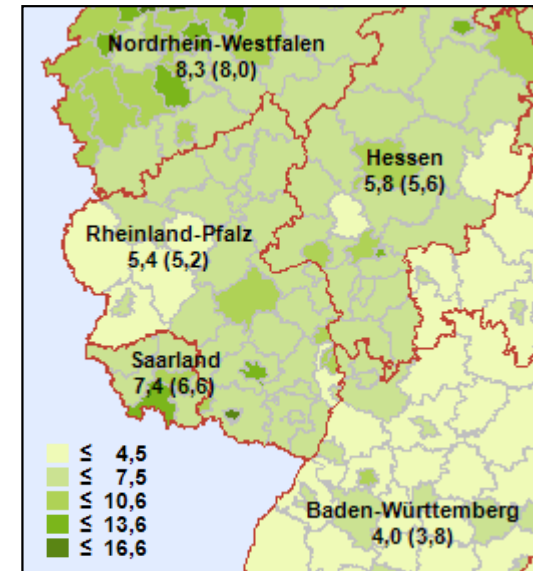 Nordrhein-Westfalen
8,3 (8,0)
Hessen
5,8 (5,6)
Rheinland-Pfalz
5,4 (5,2)
Saarland
7,4 (6,6)
≤ 4,5
≤ 7,5
≤ 10,6
≤ 13,6
≤ 16,6
Baden-Württemberg
4,0 (3,8)